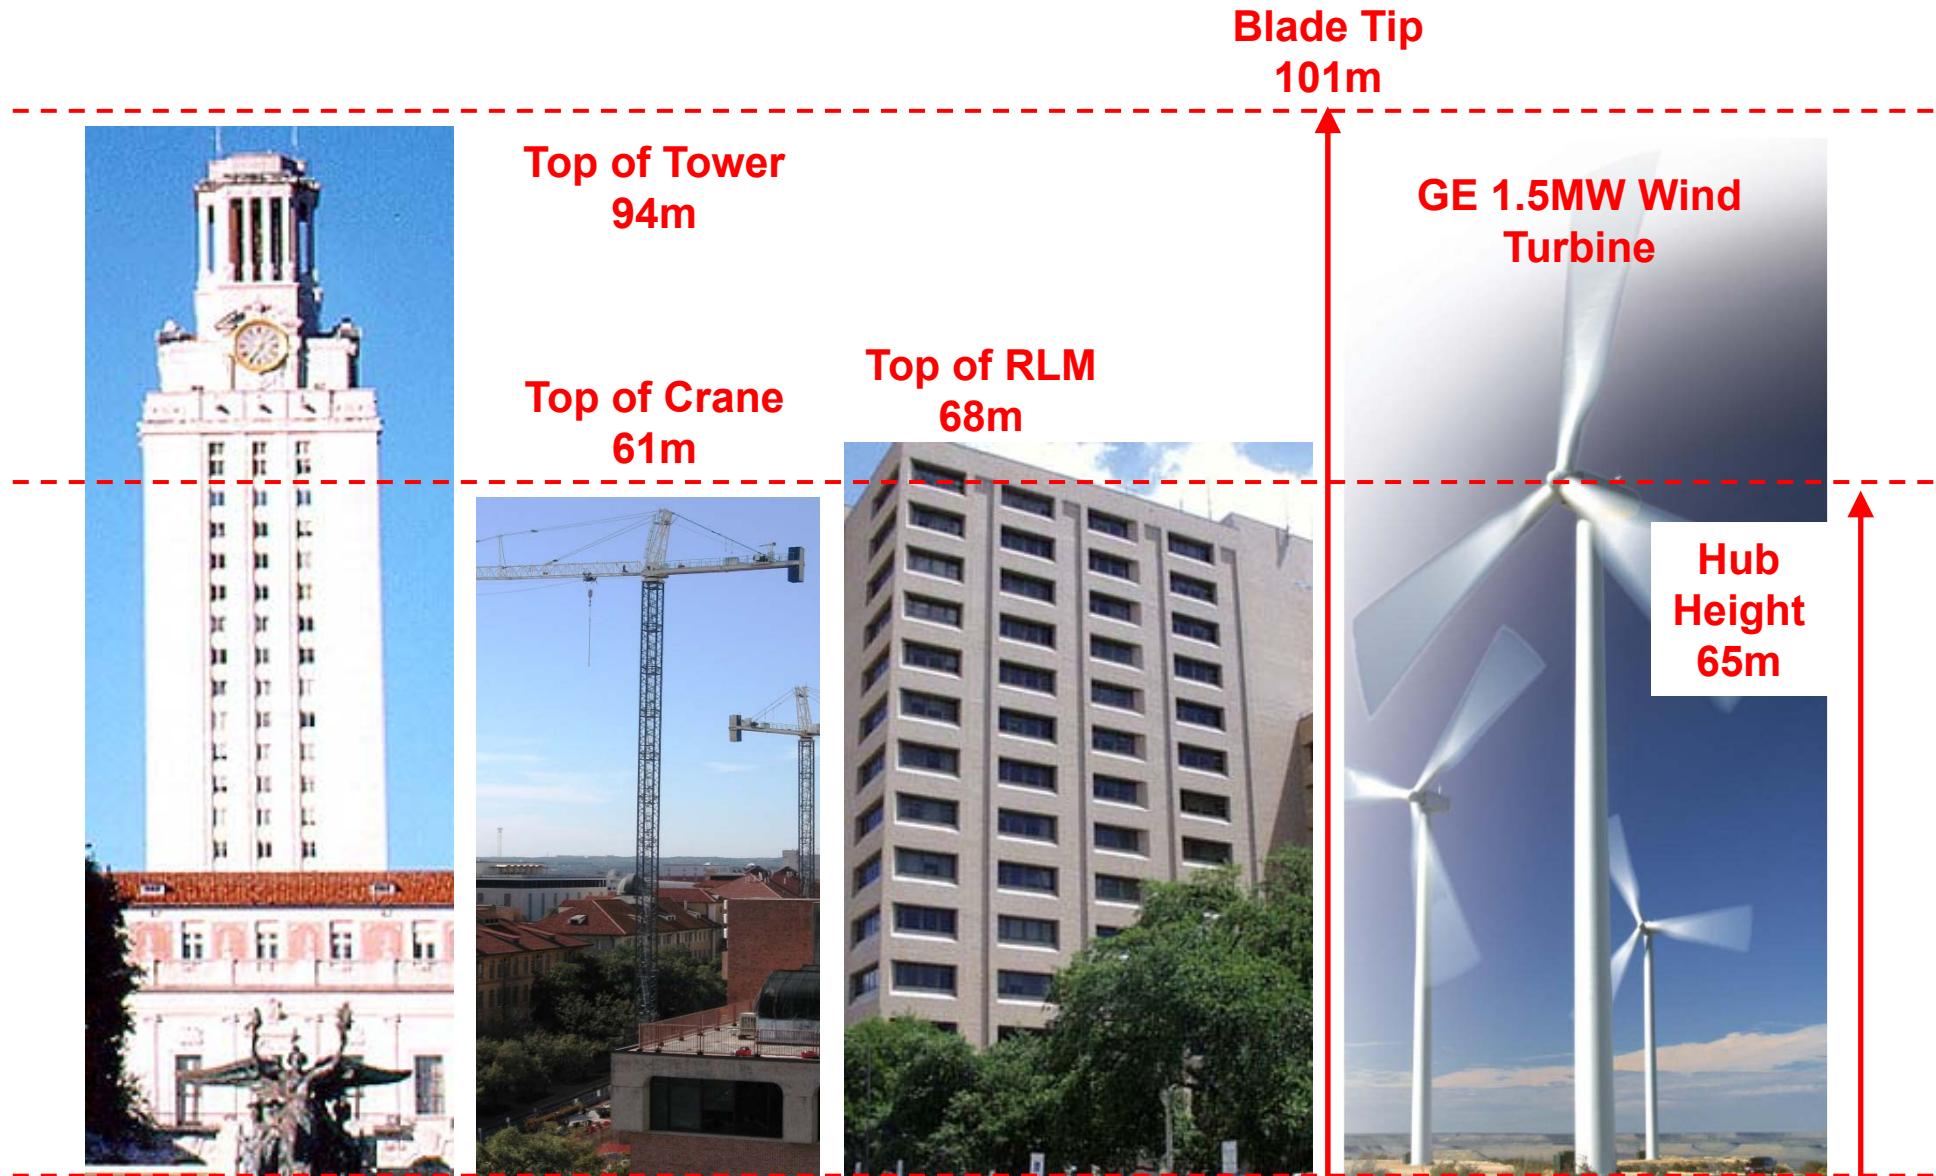 Blade Tip
101m
Top of Tower
94m
GE 1.5MW Wind
Turbine
Top of RLM
68m
Top of Crane
61m
Hub
Height
65m